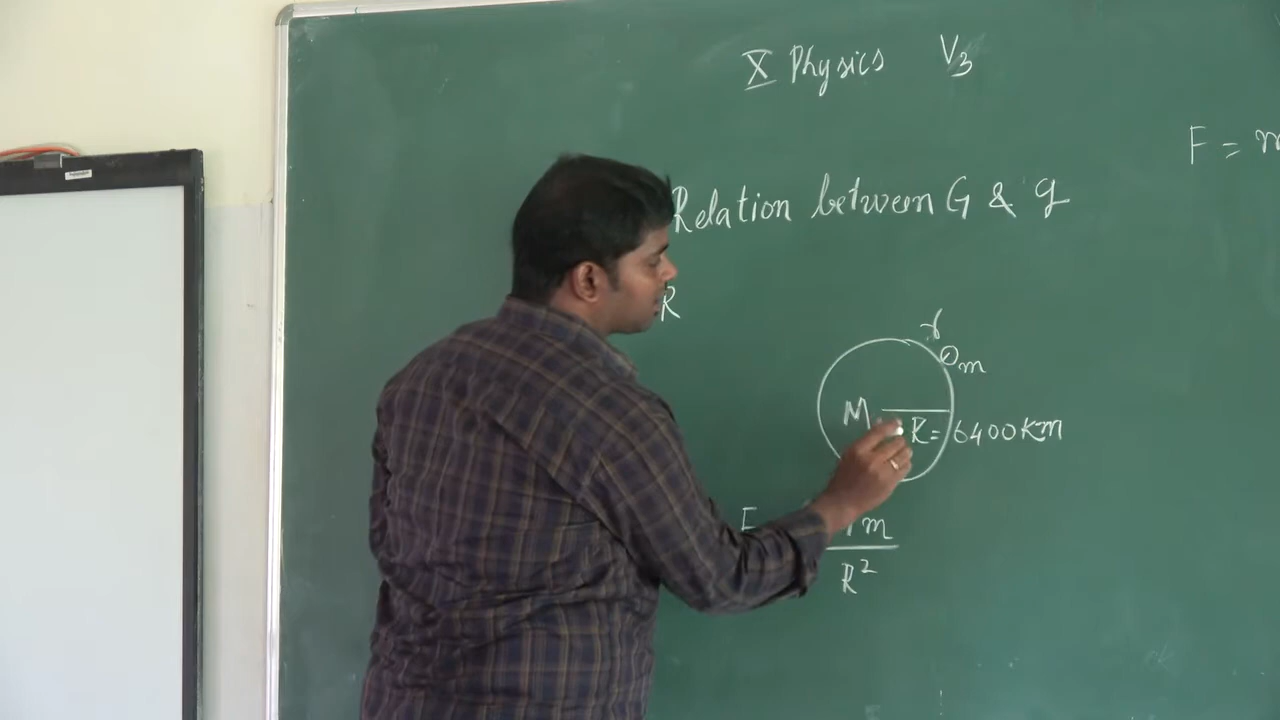 X Physics V3
F = m
Relation between G & g
R
r
m
M
R = 6400 km
F
m
R²